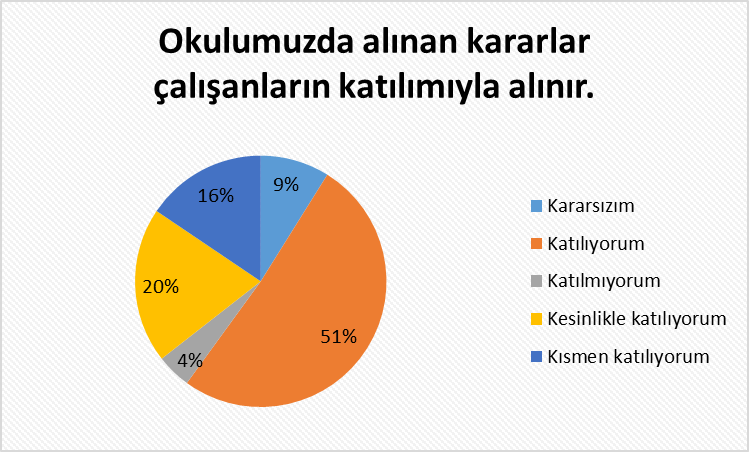 Okulumuzda alınan kararlar
çalışanların katılımıyla alınır.
9%
16%
20%
4%
51%
Kararsızım
Katılıyorum
Katılmıyorum
Kesinlikle katılıyorum
Kısmen katılıyorum